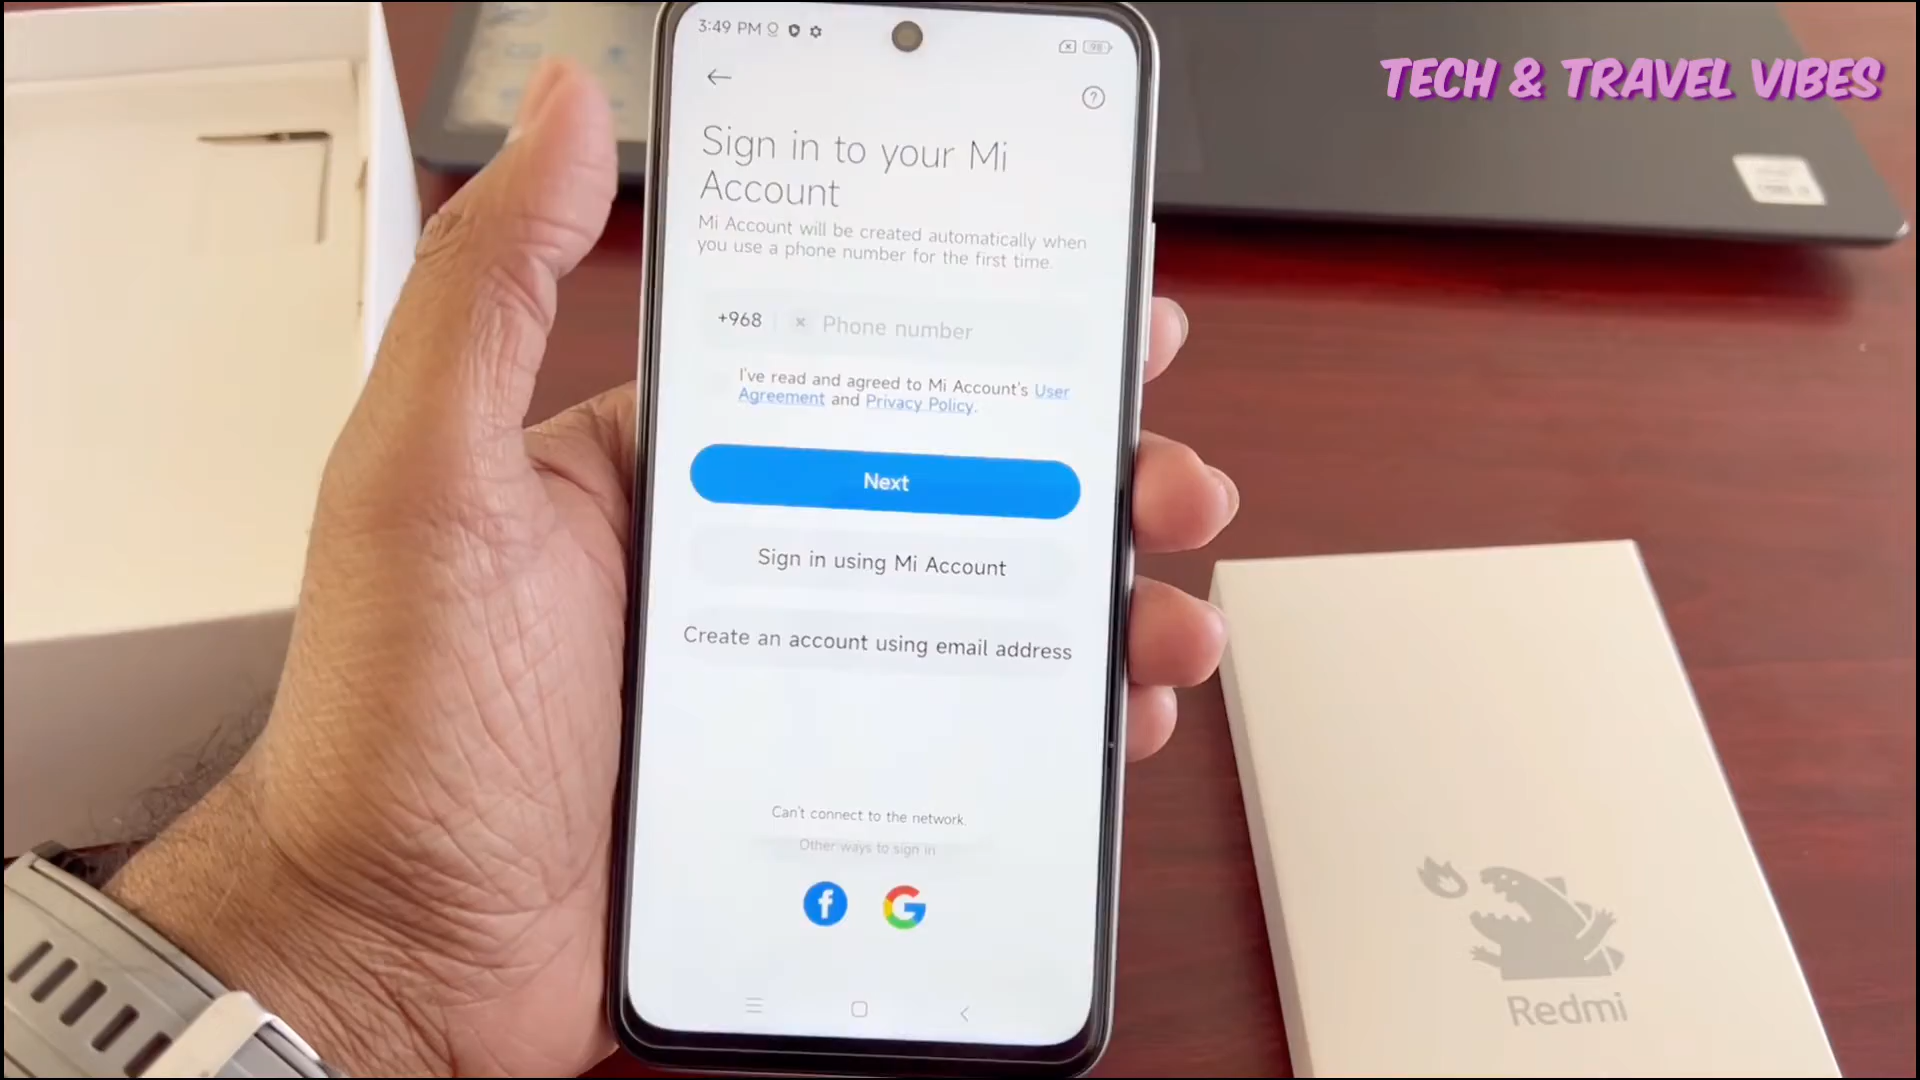 3:49 PM
98
TECH & TRAVEL VIBES
Sign in to your Mi
Account
Mi Account will be created automatically when
you use a phone number for the first time.
+968 Phone number
I've read and agreed to Mi Account's User
Agreement and Privacy Policy.
Next
Sign in using Mi Account
Create an account using email address
Can't connect to the network.
Other ways to sign in
Redmi